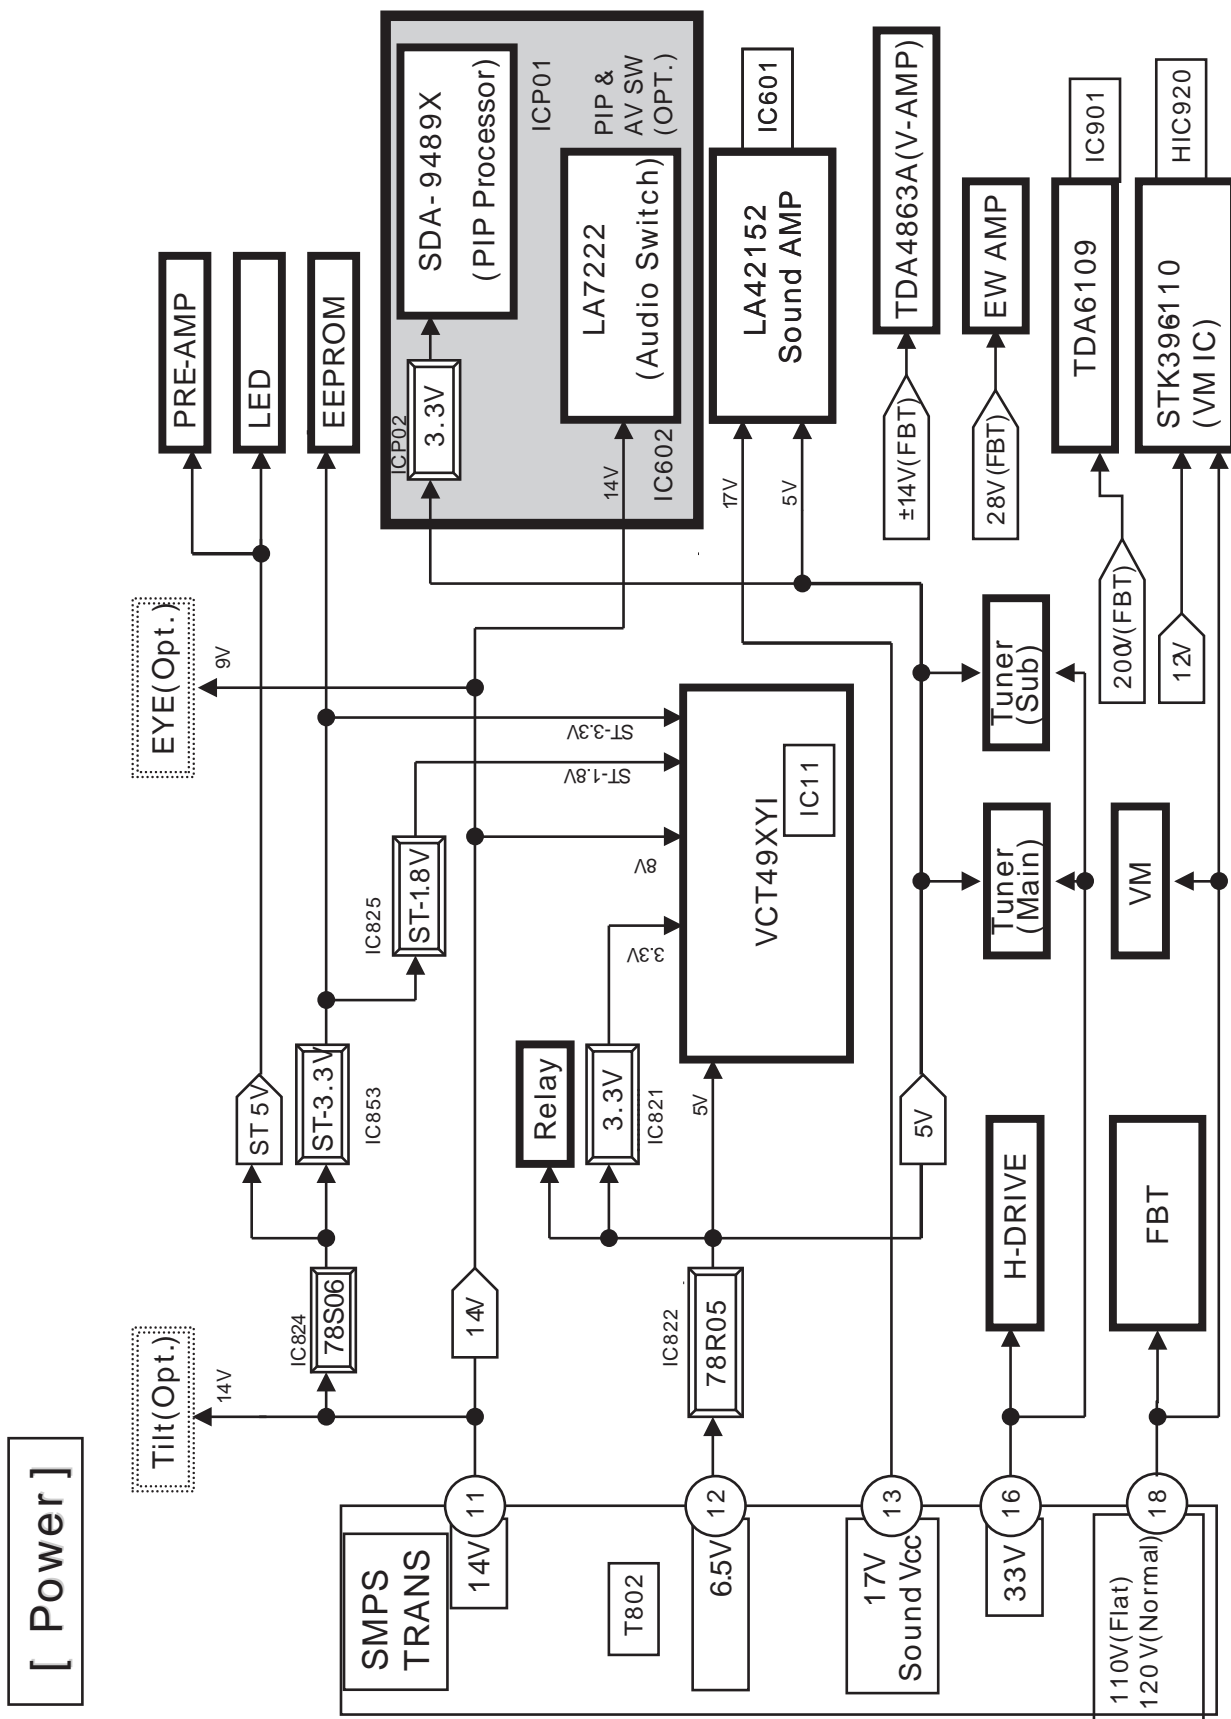 [ Power ]
Tilt(Opt.)
14V
EYE(Opt.)
9V
PRE-AMP
LED
EEPROM
ST 5V
IC824
78S06
ST-3.3V
IC853
IC825
ST-1.8V
ST-3.3V
ST-1.8V
8V
3.3V
14V
ICP02
3.3V
SDA-9489X
(PIP Processor)
ICP01
PIP &
AV SW
(OPT.)
LA7222
(Audio Switch)
14V
IC602
SMPS
TRANS
14V
11
T802
6.5V
12
IC822
78R05
Relay
3.3V
IC821
5V
VCT49XYI
IC11
17V
5V
LA42152
Sound AMP
IC601
17V
Sound Vcc
13
5V
±14V(FBT)
TDA4863A(V-AMP)
28V(FBT)
EW AMP
33V
16
H-DRIVE
Tuner
(Main)
Tuner
(Sub)
200V(FBT)
TDA6109
IC901
110V(Flat)
120V(Normal)
18
FBT
VM
12V
STK396-110
(VM IC)
HIC920